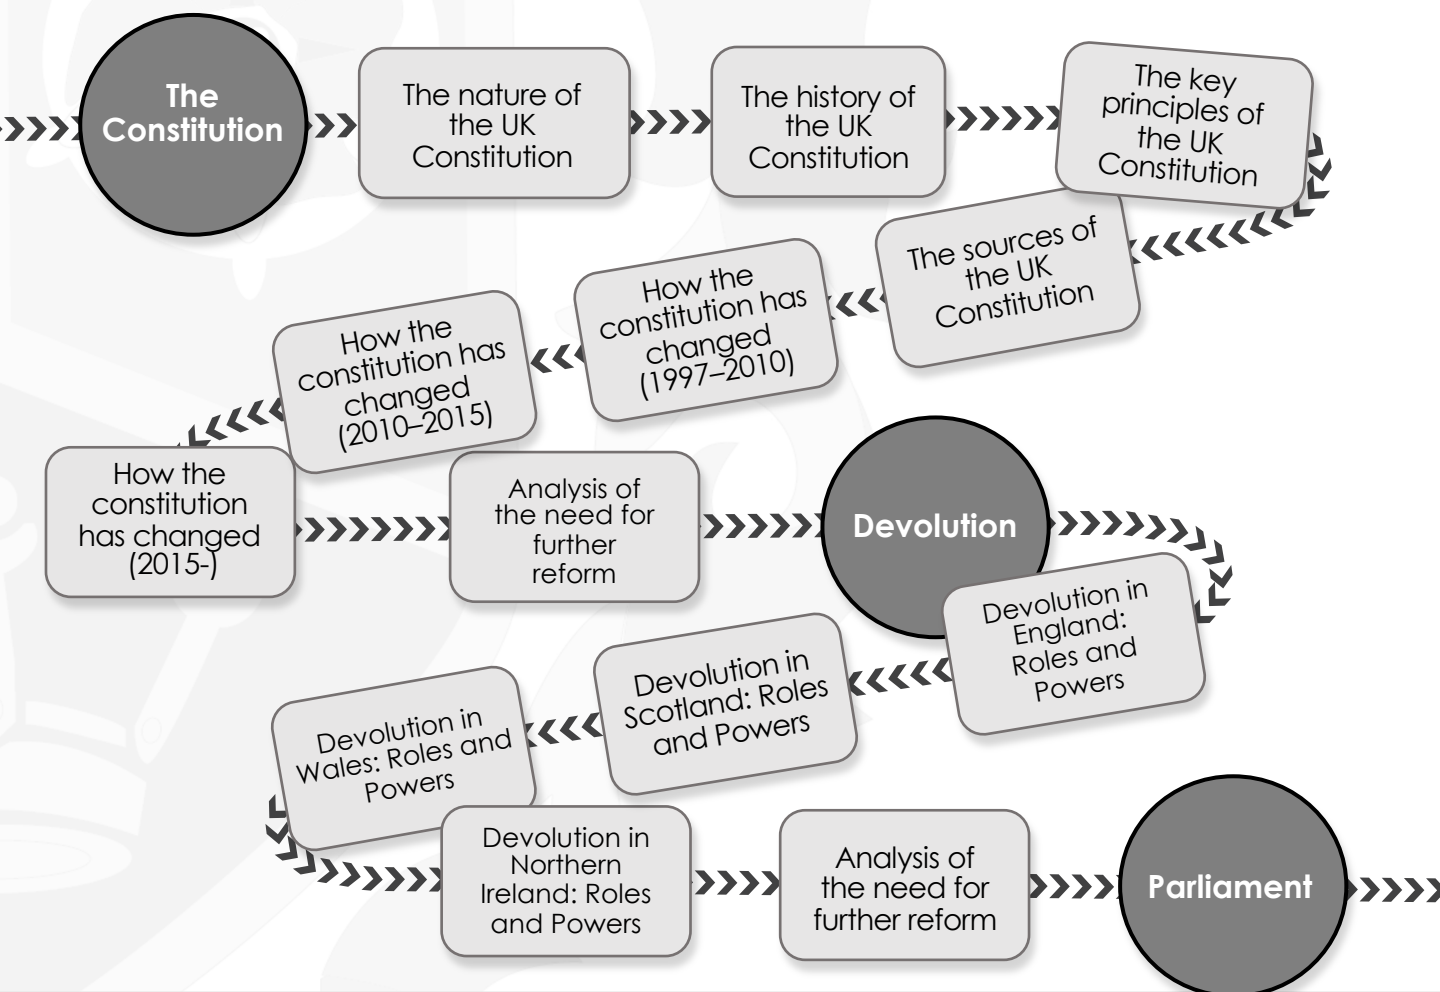 The
Constitution
The nature of
the UK
Constitution
The history of
the UK
Constitution
The key
principles of
the UK
Constitution
The sources of
the UK
Constitution
How the
constitution has
changed
(1997–2010)
How the
constitution has
changed
(2010–2015)
How the
constitution
has changed
(2015-)
Analysis of
the need for
further
reform
Devolution
Devolution in
England:
Roles and
Powers
Devolution in
Scotland: Roles
and Powers
Devolution in
Wales: Roles and
Powers
Devolution in
Northern
Ireland: Roles
and Powers
Analysis of
the need for
further reform
Parliament